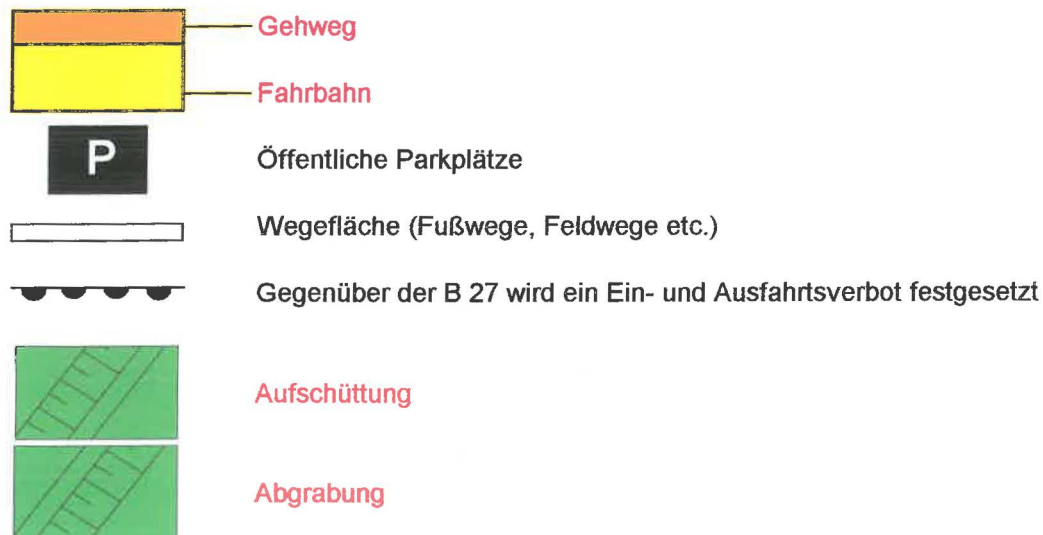 Gehweg
Fahrbahn
P
Öffentliche Parkplätze
Wegefläche (Fußwege, Feldwege etc.)
Gegenüber der B 27 wird ein Ein- und Ausfahrtsverbot festgesetzt
Aufschüttung
Abgrabung